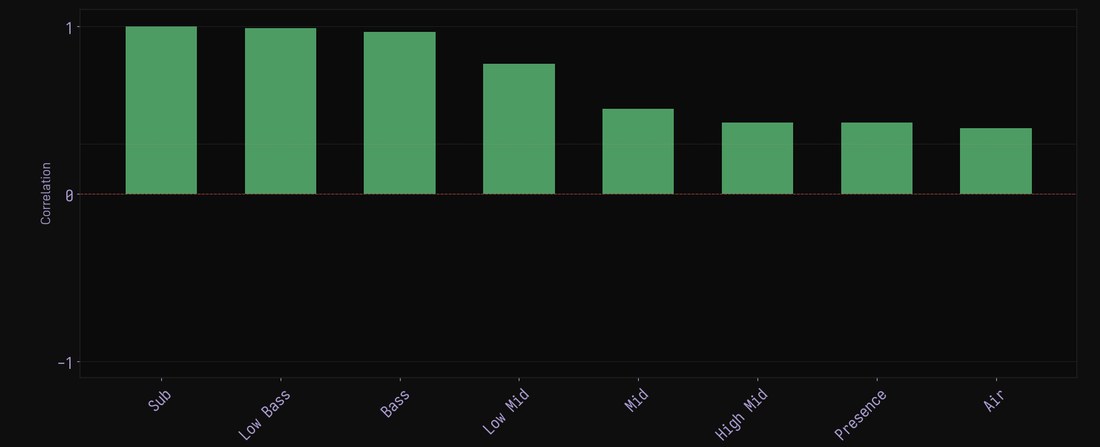 Correlation
1
0
−1
Sub
Low Bass
Bass
Low Mid
Mid
High Mid
Presence
Air